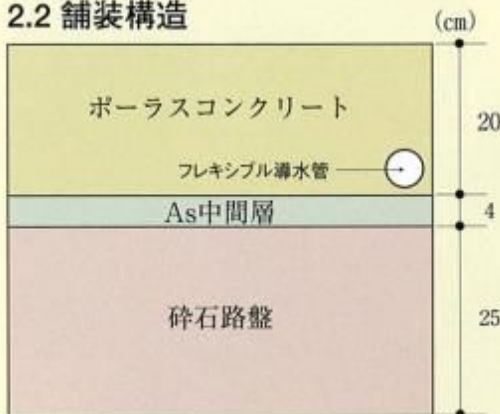 2.2 舗装構造
(cm)
ポーラスコンクリート
20
フレキシブル導水管
As中間層
4
砕石路盤
25